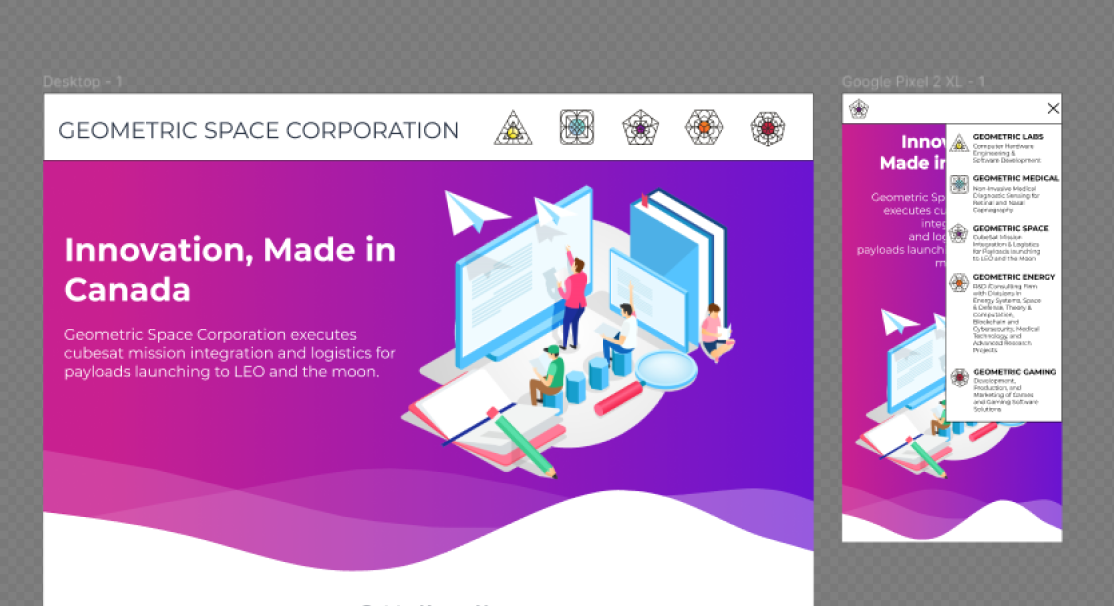 Desktop - 1
GEOMETRIC SPACE CORPORATION
Innovation, Made in
Canada
Geometric Space Corporation executes
cubesat mission integration and logistics for
payloads launching to LEO and the moon.
Google Pixel 2 XL - 1
Innov
Made in
Geometric Sp
executes cu
integ
and log
payloads launch
m
GEOMETRIC LABS
Computer Hardware
Engineering &
Software Development
GEOMETRIC MEDICAL
Non-Invasive Medical
Diagnostic Sensing for
Retinal and Nasal
Capnography
GEOMETRIC SPACE
CubeSat Mission
Integration & Logistics
for Payloads launching
to LEO and the Moon
GEOMETRIC ENERGY
R&D /Consulting Firm
with Divisions in
Energy Systems, Space
& Defense, Theory &
Computation,
Blockchain and
Cybersecurity, Medical
Technology, and
Advanced Research
Projects
GEOMETRIC GAMING
Development,
Production, and
Marketing of Games
and Gaming Software
Solutions